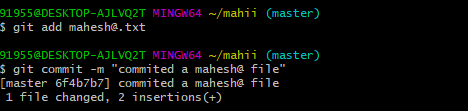 91955@DESKTOP-AJLVQ2T MINGW64 ~/mahii (master)
$ git add mahesh@.txt
91955@DESKTOP-AJLVQ2T MINGW64 ~/mahii (master)
$ git commit -m "commited a mahesh@ file"
[master 6f4b7b7] commited a mahesh@ file
 1 file changed, 2 insertions(+)